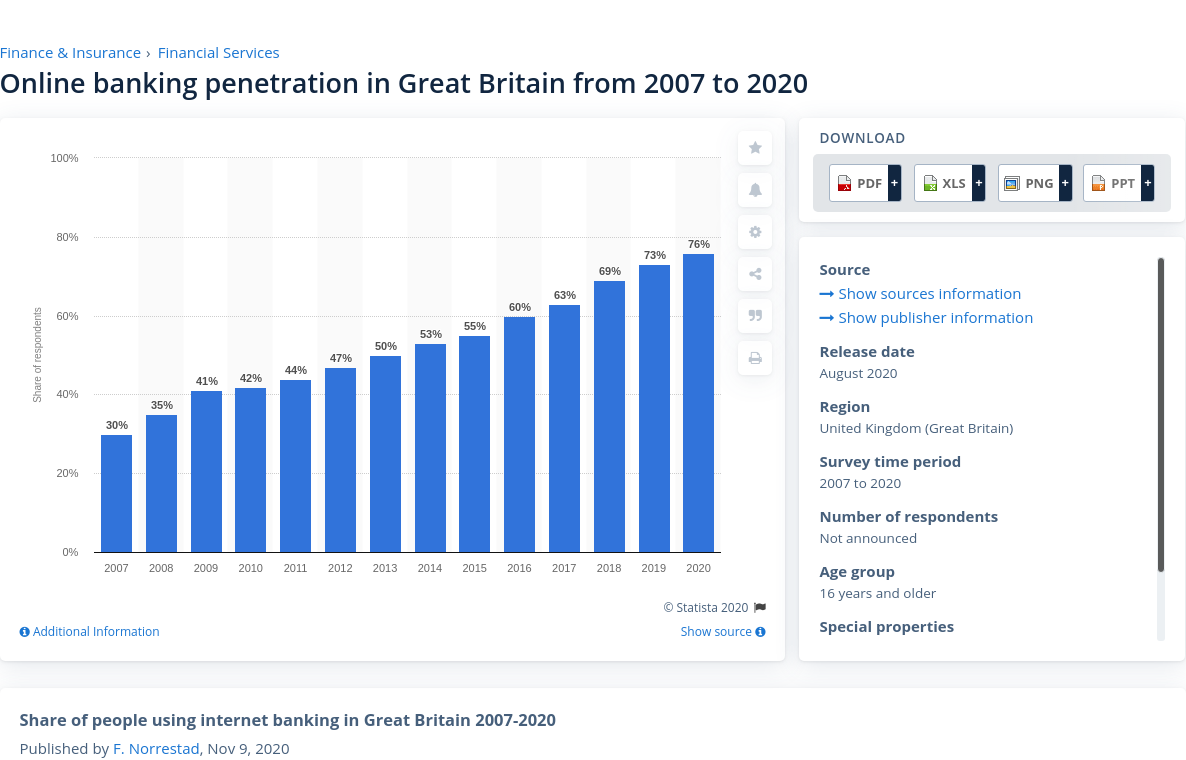 Finance & Insurance › Financial Services
Online banking penetration in Great Britain from 2007 to 2020
100%
80%
60%
40%
20%
0%
Share of respondents
30%
35%
41%
42%
44%
47%
50%
53%
55%
60%
63%
69%
73%
76%
2007 2008 2009 2010 2011 2012 2013 2014 2015 2016 2017 2018 2019 2020
© Statista 2020
Additional Information
Show source
DOWNLOAD
PDF + XLS + PNG + PPT +
Source
Show sources information
Show publisher information
Release date
August 2020
Region
United Kingdom (Great Britain)
Survey time period
2007 to 2020
Number of respondents
Not announced
Age group
16 years and older
Special properties
Share of people using internet banking in Great Britain 2007-2020
Published by F. Norrestad, Nov 9, 2020